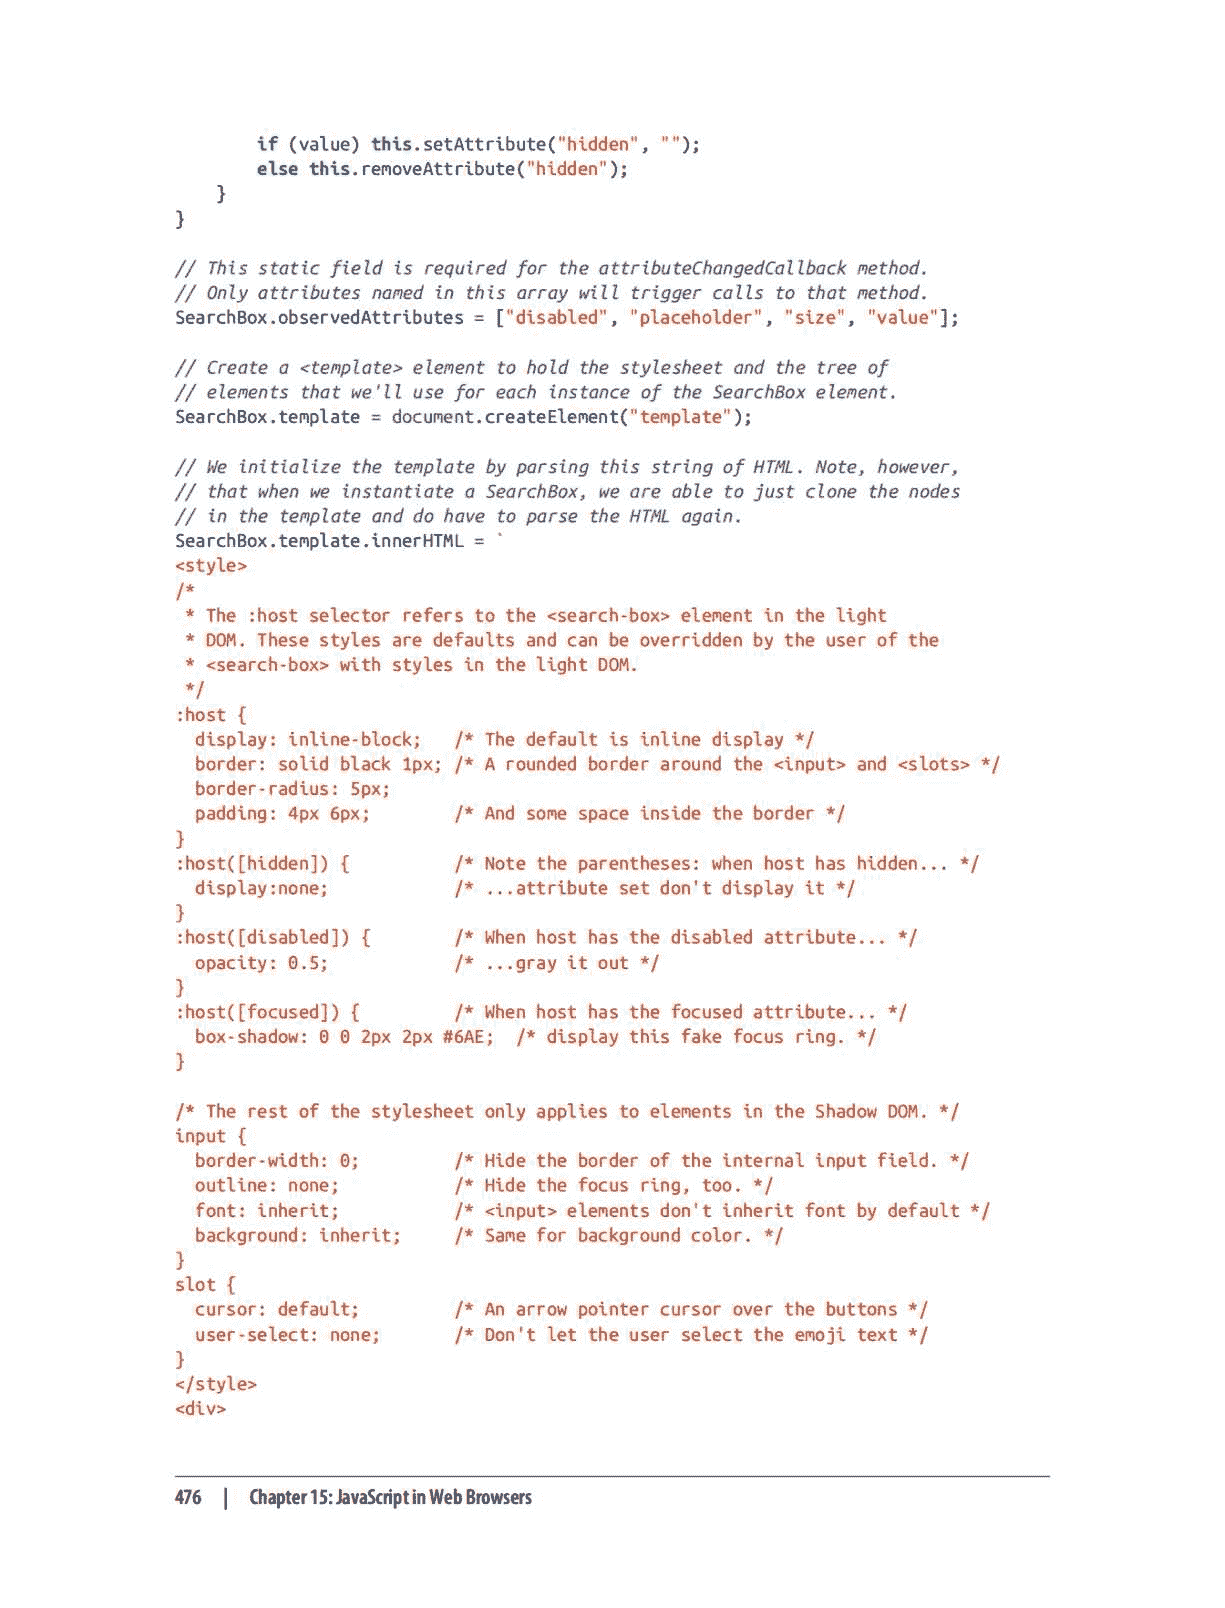 if (value) this.setAttribute("hidden", "");
        else this.removeAttribute("hidden");
    }
}
// This static field is required for the attributeChangedCallback method.
// Only attributes named in this array will trigger calls to that method.
SearchBox.observedAttributes = ["disabled", "placeholder", "size", "value"];
// Create a <template> element to hold the stylesheet and the tree of
// elements that we'll use for each instance of the SearchBox element.
SearchBox.template = document.createElement("template");
// We initialize the template by parsing this string of HTML. Note, however,
// that when we instantiate a SearchBox, we are able to just clone the nodes
// in the template and do have to parse the HTML again.
SearchBox.template.innerHTML = `
<style>
/*
 * The :host selector refers to the <search-box> element in the light
 * DOM. These styles are defaults and can be overridden by the user of the
 * <search-box> with styles in the light DOM.
 */
:host {
  display: inline-block;   /* The default is inline display */
  border: solid black 1px; /* A rounded border around the <input> and <slots> */
  border-radius: 5px;
  padding: 4px 6px;        /* And some space inside the border */
}
:host([hidden]) {          /* Note the parentheses: when host has hidden... */
  display:none;            /* ...attribute set don't display it */
}
:host([disabled]) {        /* When host has the disabled attribute... */
  opacity: 0.5;            /* ...gray it out */
}
:host([focused]) {         /* When host has the focused attribute... */
  box-shadow: 0 0 2px 2px #6AE;  /* display this fake focus ring. */
}
/* The rest of the stylesheet only applies to elements in the Shadow DOM. */
input {
  border-width: 0;         /* Hide the border of the internal input field. */
  outline: none;           /* Hide the focus ring, too. */
  font: inherit;           /* <input> elements don't inherit font by default */
  background: inherit;     /* Same for background color. */
}
slot {
  cursor: default;         /* An arrow pointer cursor over the buttons */
  user-select: none;       /* Don't let the user select the emoji text */
}
</style>
<div>
476 | Chapter 15: JavaScript in Web Browsers